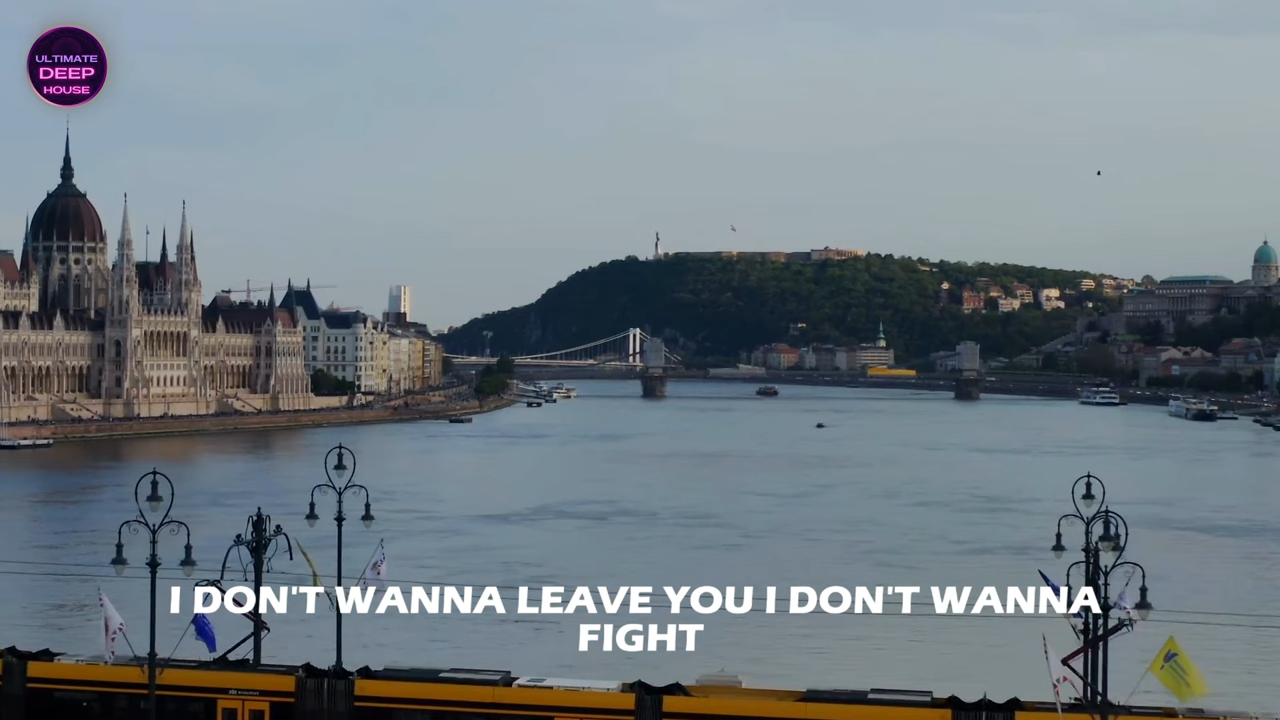 ULTIMATE
DEEP
HOUSE
I DON'T WANNA LEAVE YOU I DON'T WANNA
FIGHT